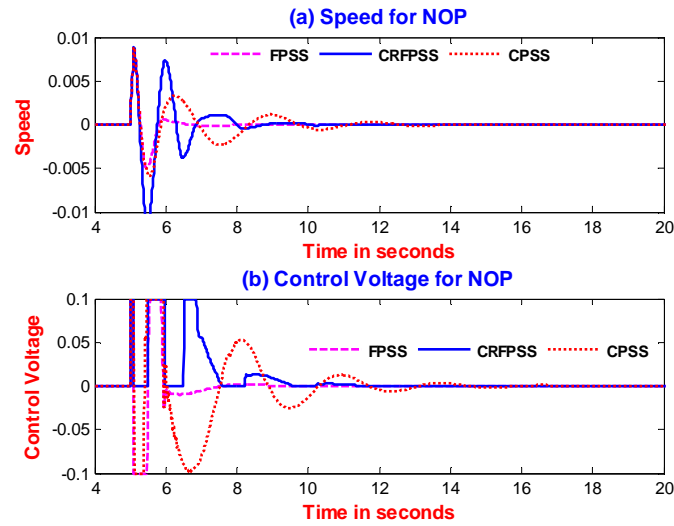 (a) Speed for NOP
0.01
0.005
0
-0.005
-0.01
Speed
FPSS CRFPSS CPSS
4 6 8 10 12 14 16 18 20
Time in seconds
(b) Control Voltage for NOP
0.1
0.05
0
-0.05
-0.1
Control Voltage
FPSS CRFPSS CPSS
4 6 8 10 12 14 16 18 20
Time in seconds